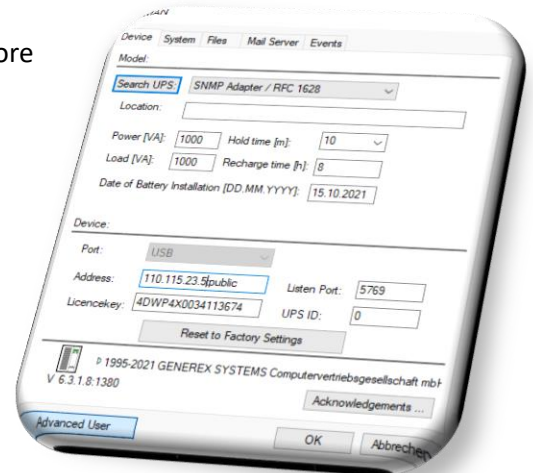 ore
MAN
Device System Files Mail Server Events
Model:
Search UPS: SNMP Adapter / RFC 1628
Location:
Power [VA]: 1000 Hold time [m]: 10
Load [VA]: 1000 Recharge time [h]: 8
Date of Battery Installation [DD.MM.YYYY]: 15.10.2021
Device:
Port: USB
Address: 110.115.23.5|public Listen Port: 5769
Licencekey: 4DWP4X0034113674 UPS ID: 0
Reset to Factory Settings
1995-2021 GENEREX SYSTEMS Computervertriebsgesellschaft mbH
V 6.3.1.8:1380
Acknowledgements ...
Advanced User OK Abbrechen